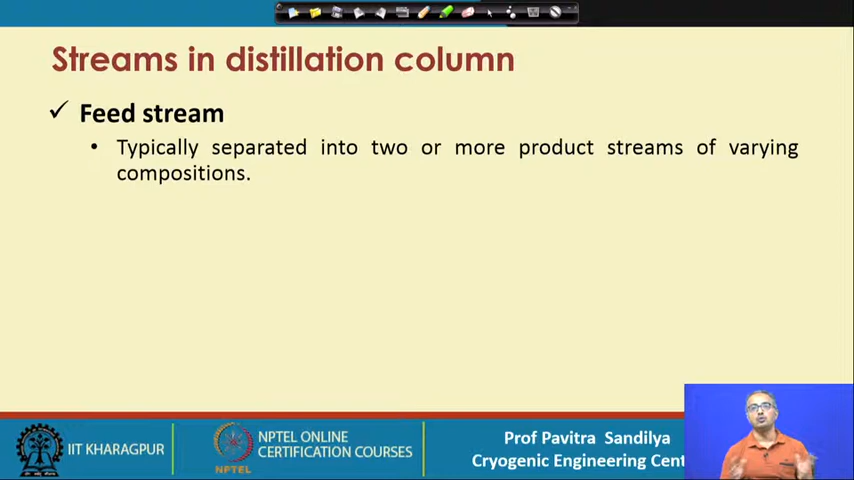 Streams in distillation column
✓ Feed stream
• Typically separated into two or more product streams of varying
compositions.
IIT KHARAGPUR
NPTEL
NPTEL ONLINE
CERTIFICATION COURSES
Prof Pavitra Sandilya
Cryogenic Engineering Cent